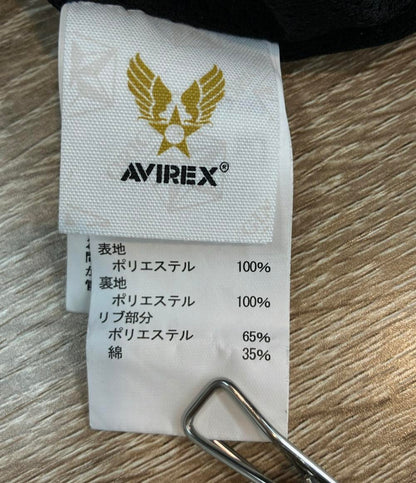 AVIREX®
表地
ポリエステル 100%
裏地
ポリエステル 100%
リブ部分
ポリエステル 65%
綿 35%